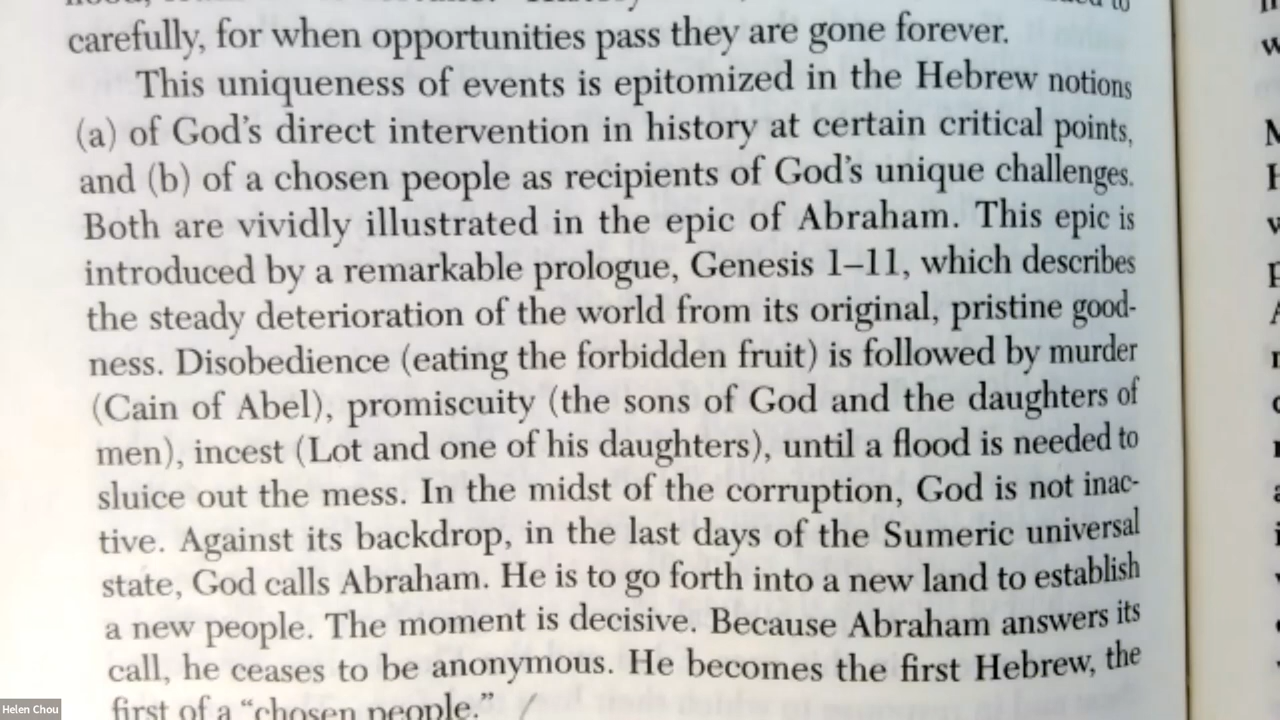 carefully, for when opportunities pass they are gone forever.
This uniqueness of events is epitomized in the Hebrew notions
(a) of God's direct intervention in history at certain critical points,
and (b) of a chosen people as recipients of God's unique challenges.
Both are vividly illustrated in the epic of Abraham. This epic is
introduced by a remarkable prologue, Genesis 1–11, which describes
the steady deterioration of the world from its original, pristine good-
ness. Disobedience (eating the forbidden fruit) is followed by murder
(Cain of Abel), promiscuity (the sons of God and the daughters of
men), incest (Lot and one of his daughters), until a flood is needed to
sluice out the mess. In the midst of the corruption, God is not inac-
tive. Against its backdrop, in the last days of the Sumeric universal
state, God calls Abraham. He is to go forth into a new land to establish
a new people. The moment is decisive. Because Abraham answers its
call, he ceases to be anonymous. He becomes the first Hebrew, the
first of a “chosen people.”
Helen Chou